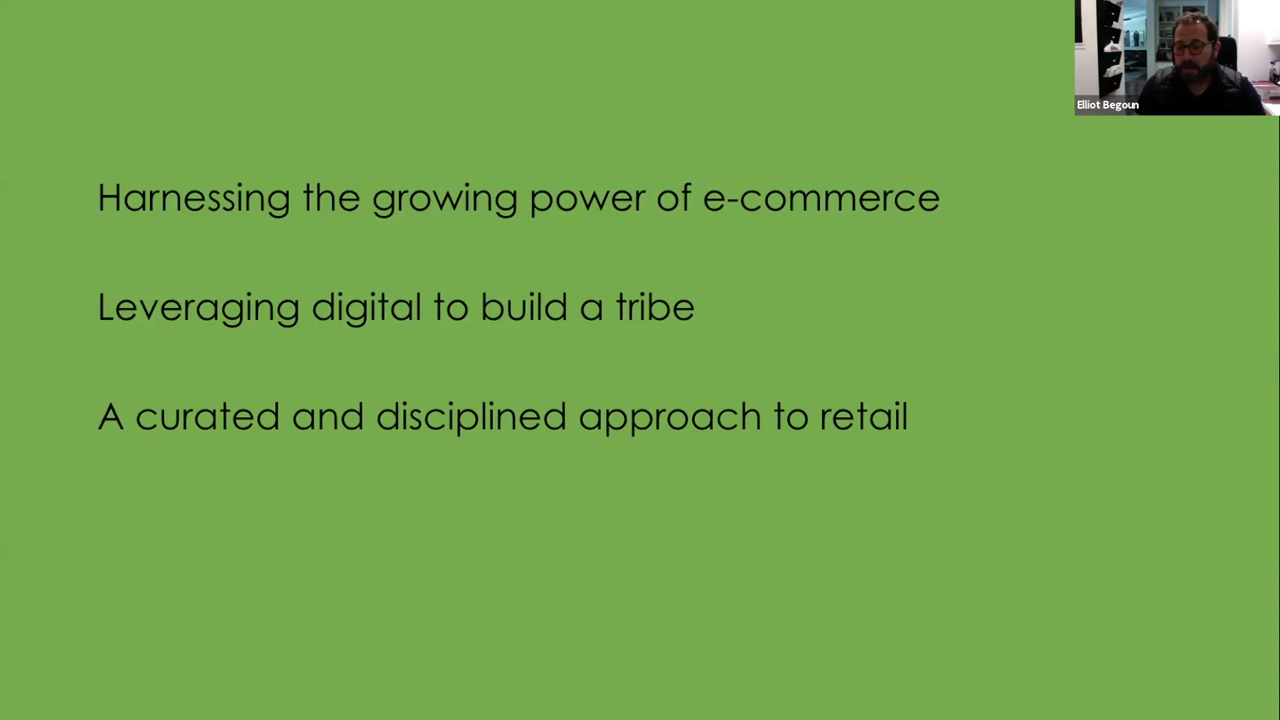 Elliot Begoun
Harnessing the growing power of e-commerce
Leveraging digital to build a tribe
A curated and disciplined approach to retail